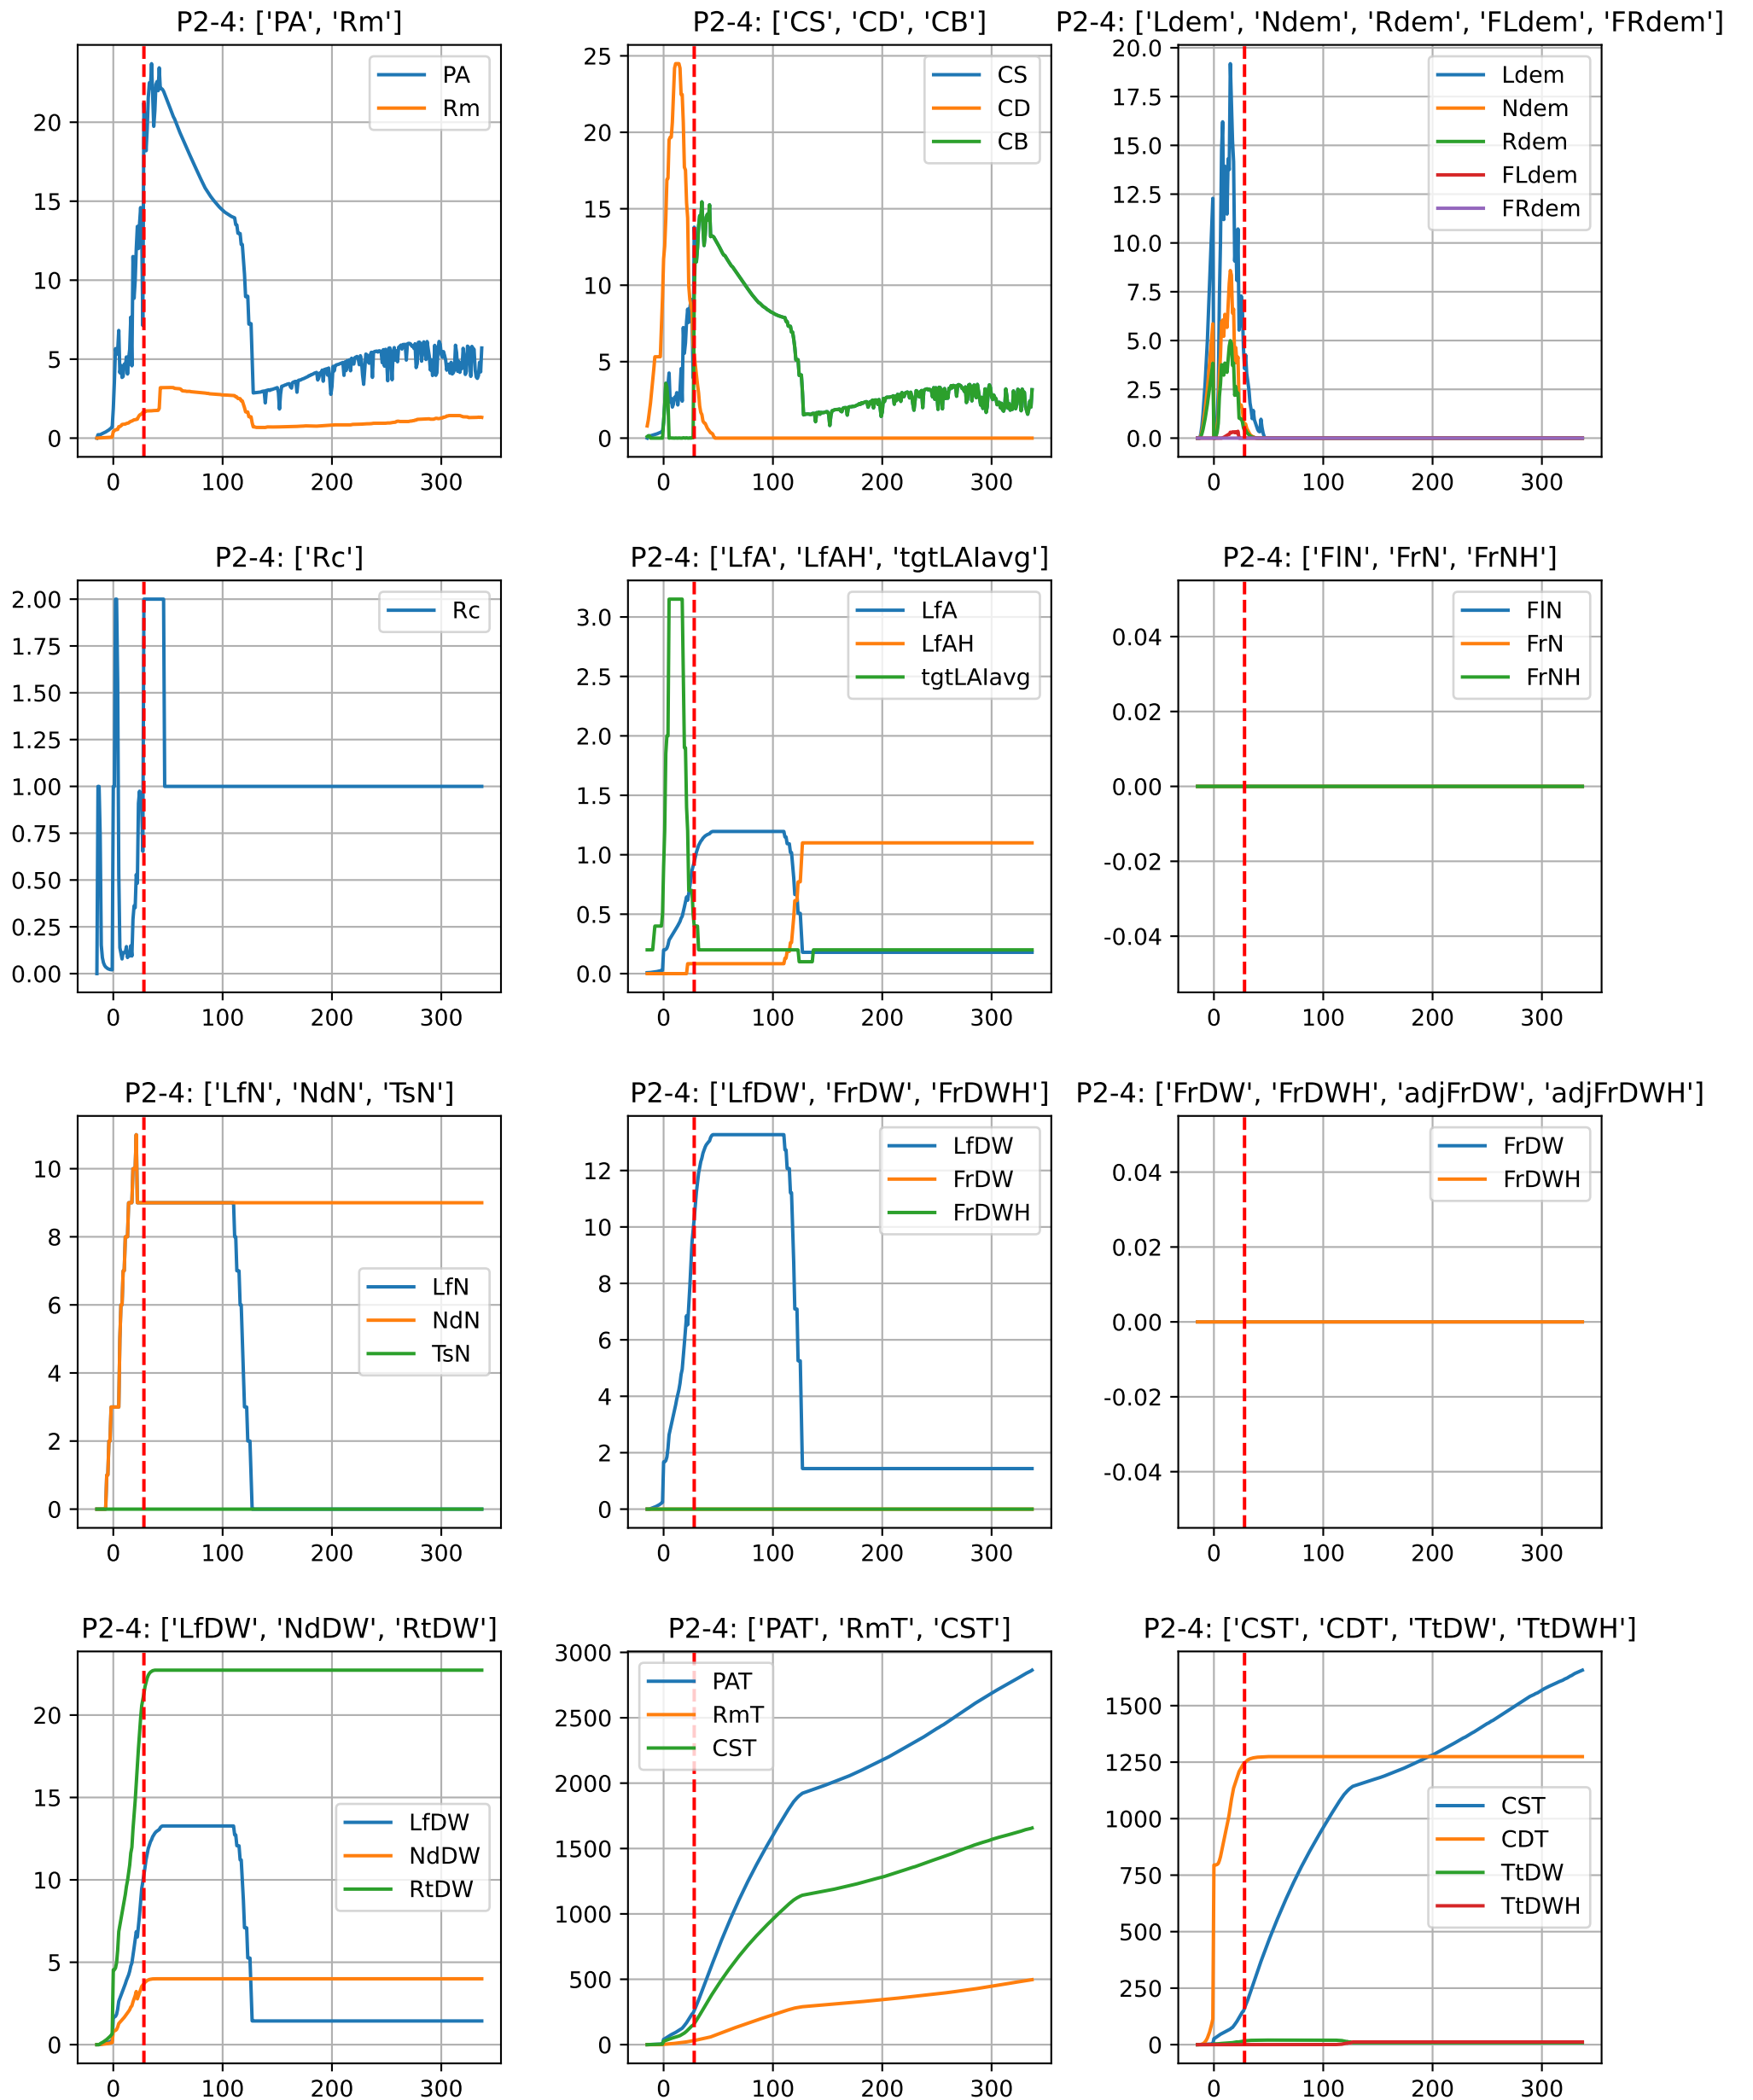 P2-4: ['PA', 'Rm']
PA
Rm
20
15
10
5
0
0 100 200 300
P2-4: ['CS', 'CD', 'CB']
CS
CD
CB
25
20
15
10
5
0
0 100 200 300
P2-4: ['Ldem', 'Ndem', 'Rdem', 'FLdem', 'FRdem']
Ldem
Ndem
Rdem
FLdem
FRdem
20.0
17.5
15.0
12.5
10.0
7.5
5.0
2.5
0.0
0 100 200 300
P2-4: ['Rc']
Rc
2.00
1.75
1.50
1.25
1.00
0.75
0.50
0.25
0.00
0 100 200 300
P2-4: ['LfA', 'LfAH', 'tgtLAIavg']
LfA
LfAH
tgtLAIavg
3.0
2.5
2.0
1.5
1.0
0.5
0.0
0 100 200 300
P2-4: ['FlN', 'FrN', 'FrNH']
FlN
FrN
FrNH
0.04
0.02
0.00
-0.02
-0.04
0 100 200 300
P2-4: ['LfN', 'NdN', 'TsN']
LfN
NdN
TsN
10
8
6
4
2
0
0 100 200 300
P2-4: ['LfDW', 'FrDW', 'FrDWH']
LfDW
FrDW
FrDWH
12
10
8
6
4
2
0
0 100 200 300
P2-4: ['FrDW', 'FrDWH', 'adjFrDW', 'adjFrDWH']
FrDW
FrDWH
0.04
0.02
0.00
-0.02
-0.04
0 100 200 300
P2-4: ['LfDW', 'NdDW', 'RtDW']
LfDW
NdDW
RtDW
20
15
10
5
0
0 100 200 300
P2-4: ['PAT', 'RmT', 'CST']
PAT
RmT
CST
3000
2500
2000
1500
1000
500
0
0 100 200 300
P2-4: ['CST', 'CDT', 'TtDW', 'TtDWH']
CST
CDT
TtDW
TtDWH
1500
1250
1000
750
500
250
0
0 100 200 300